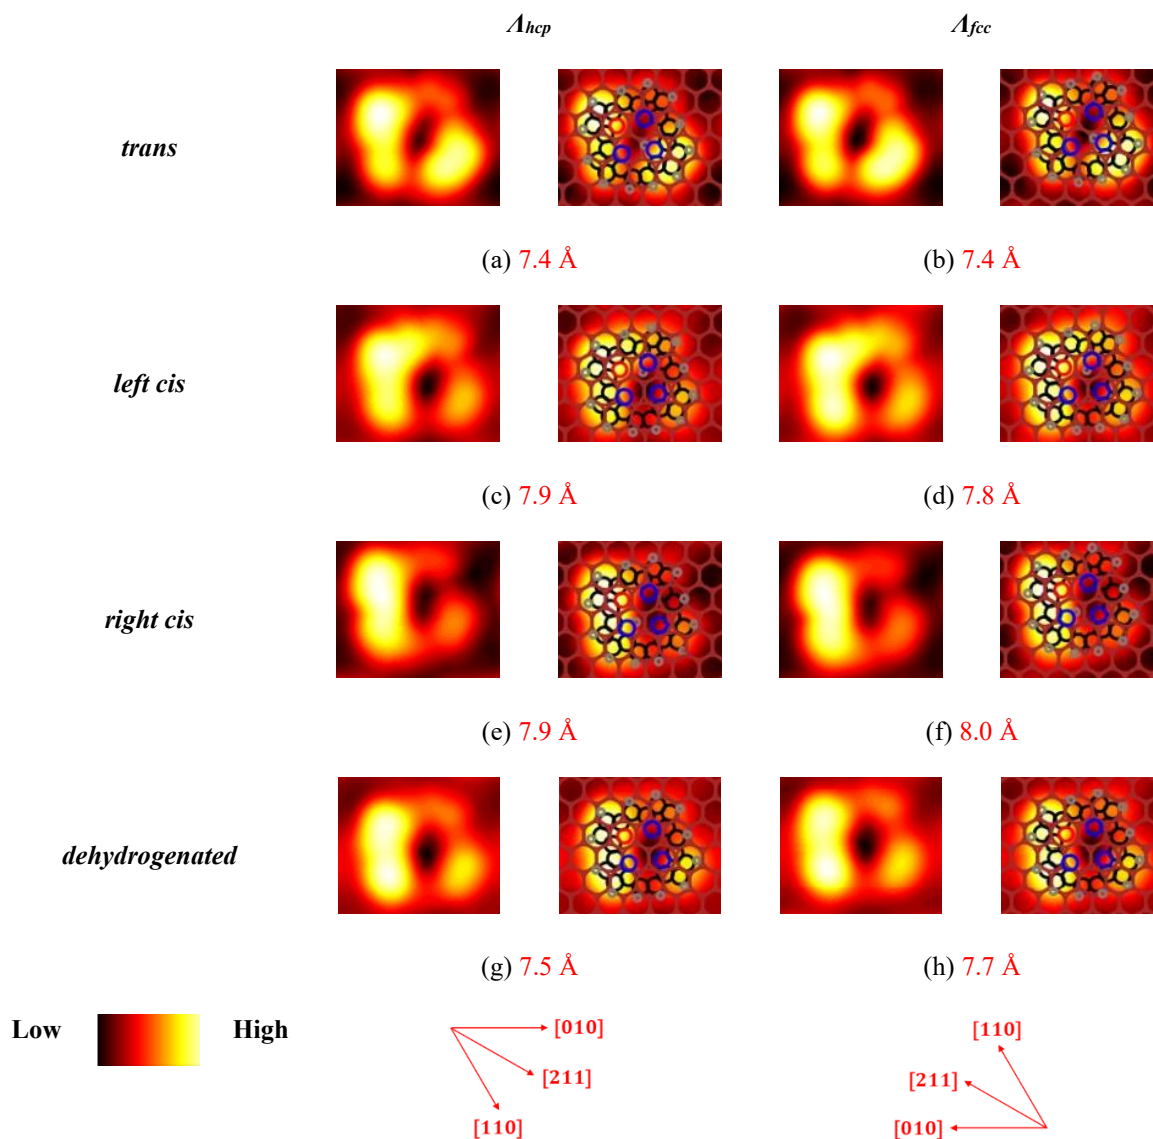 Λhcp Λfcc
trans
(a) 7.4 Å (b) 7.4 Å
left cis
(c) 7.9 Å (d) 7.8 Å
right cis
(e) 7.9 Å (f) 8.0 Å
dehydrogenated
(g) 7.5 Å (h) 7.7 Å
Low High
[010]
[211]
[110]
[110]
[211]
[010]